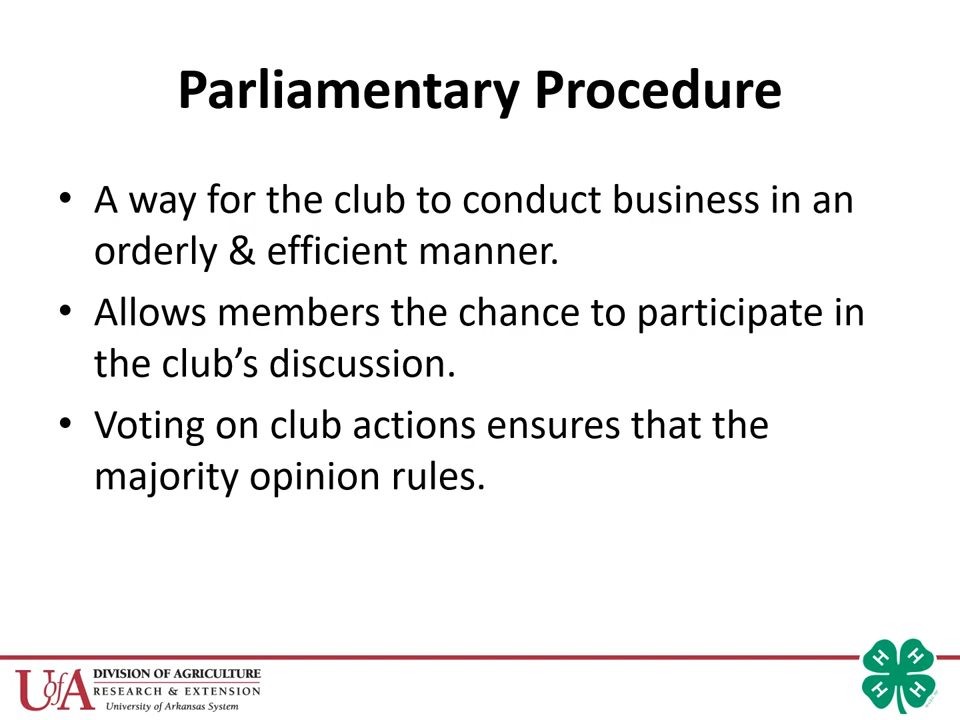 Parliamentary Procedure
• A way for the club to conduct business in an
orderly & efficient manner.
• Allows members the chance to participate in
the club’s discussion.
• Voting on club actions ensures that the
majority opinion rules.
UofA
DIVISION OF AGRICULTURE
RESEARCH & EXTENSION
University of Arkansas System
H H
H H